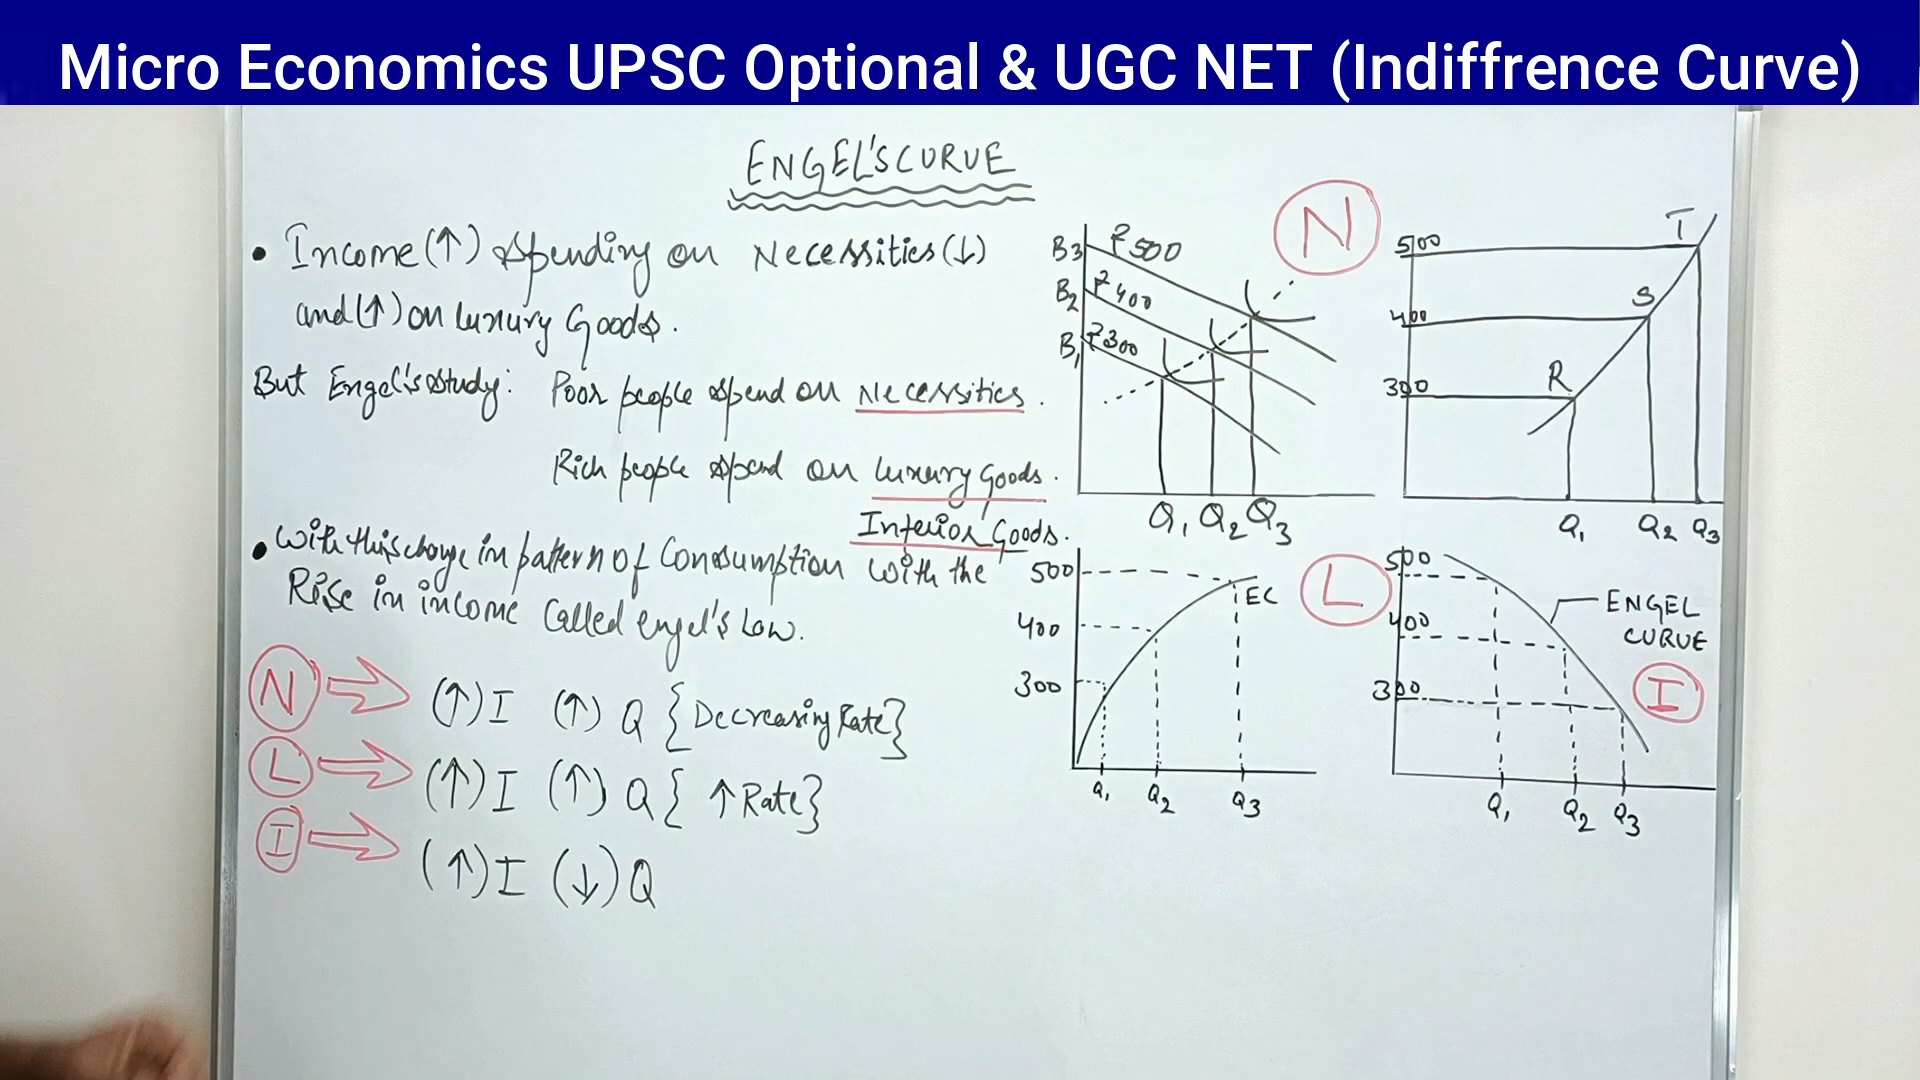 Micro Economics UPSC Optional & UGC NET (Indiffrence Curve)
ENGEL'S CURVE
• Income (↑) spending on Necessities (↓)
and (↑) on luxury Goods.
But Engel's study: Poor people spend on Necessities.
Rich people spend on luxury goods.
Inferior Goods.
• With this change in pattern of Consumption with the
Rise in income Called engel's Law.
N ⇒ (↑) I (↑) Q { Decreasing Rate }
L ⇒ (↑) I (↑) Q { ↑ Rate }
I ⇒ (↑) I (↓) Q
N
B3 ₹500
B2 ₹400
B1 ₹300
Q1 Q2 Q3
500 T
400 S
300 R
Q1 Q2 Q3
L
500
EC
400
300
Q1 Q2 Q3
500
ENGEL
CURVE
400
300
I
Q1 Q2 Q3